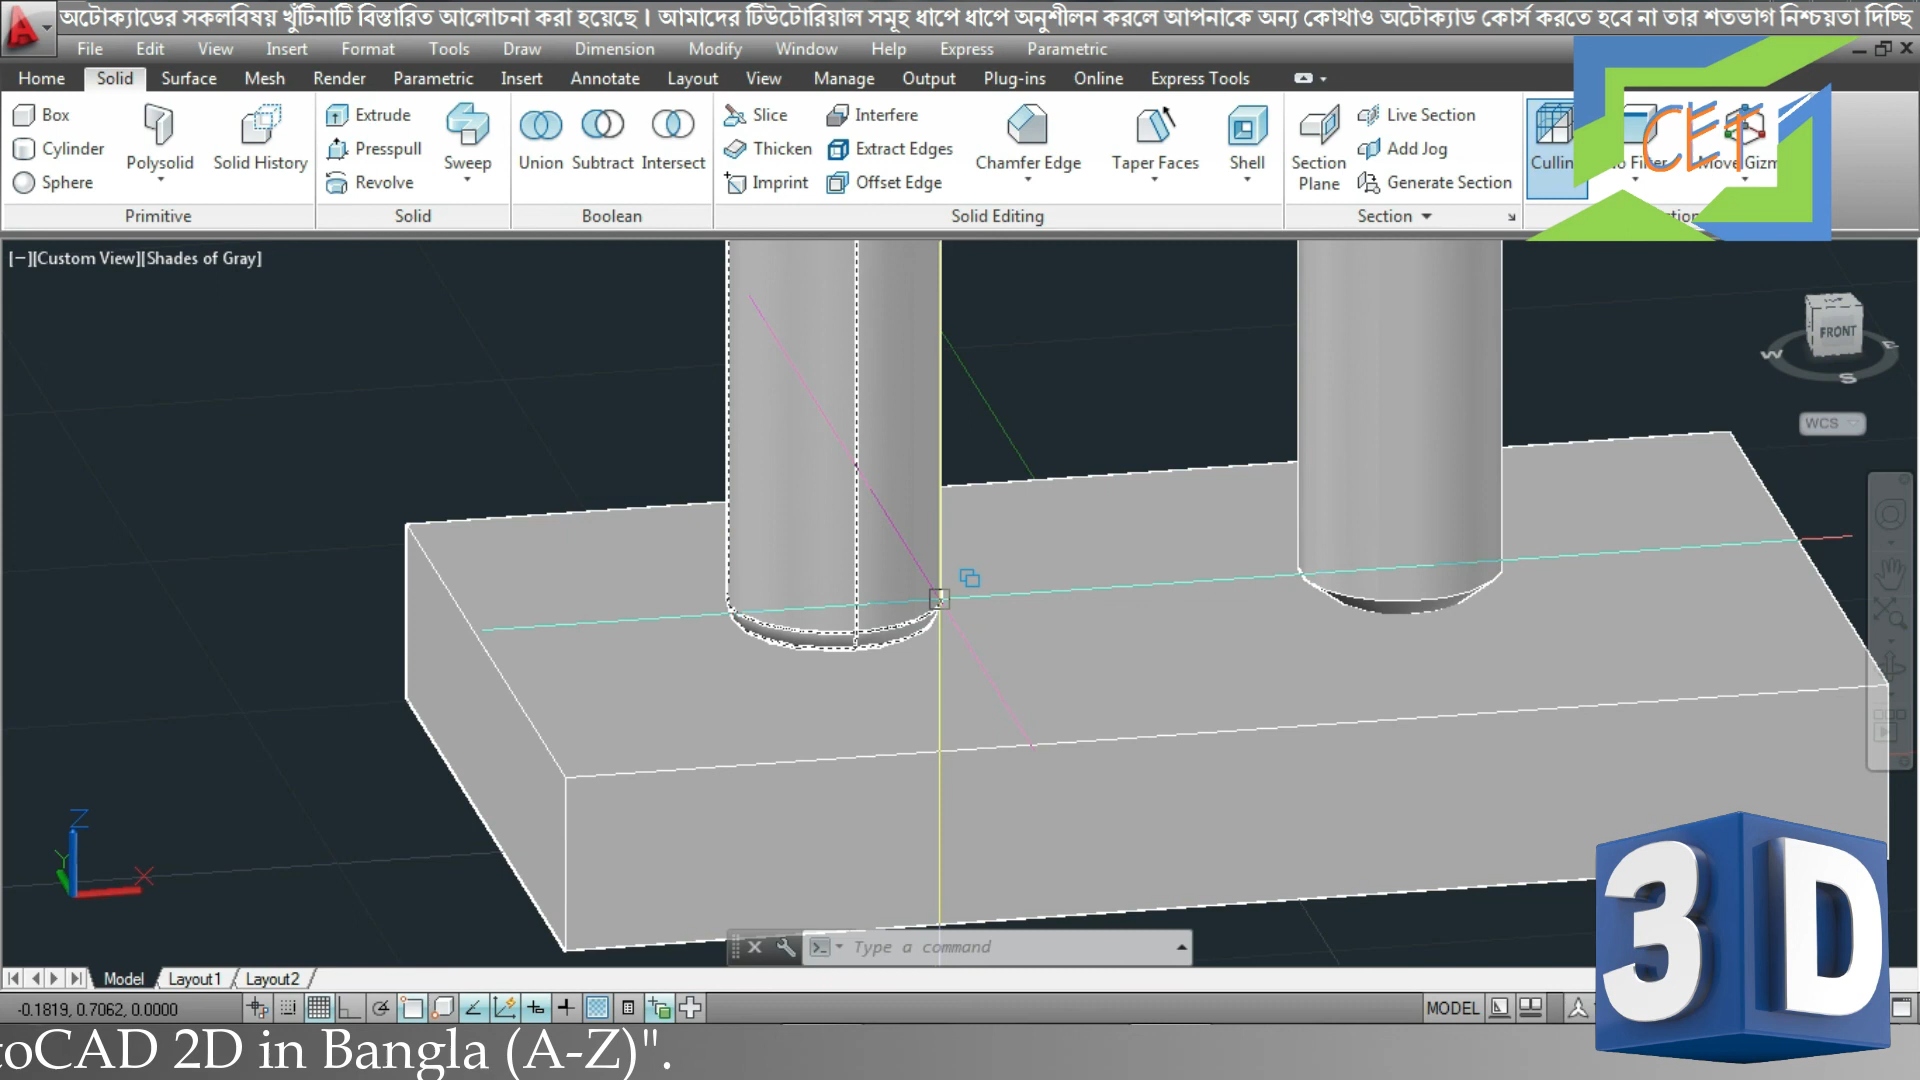 অটোক্যাডের সকলবিষয় খুঁটিনাটি বিস্তারিত আলোচনা করা হয়েছে। আমাদের টিউটোরিয়াল সমূহ ধাপে ধাপে অনুশীলন করলে আপনাকে অন্য কোথাও অটোক্যাড কোর্স করতে হবে না তার শতভাগ নিশ্চয়তা দিচ্ছি
File Edit View Insert Format Tools Draw Dimension Modify Window Help Express Parametric
Home Solid Surface Mesh Render Parametric Insert Annotate Layout View Manage Output Plug-ins Online Express Tools
Box Extrude Slice Interfere Live Section
Cylinder Presspull Thicken Extract Edges Add Jog
Polysolid Solid History Sweep Union Subtract Intersect Chamfer Edge Taper Faces Shell Section Plane
Sphere Revolve Imprint Offset Edge Generate Section
CET
Primitive Solid Boolean Solid Editing Section
[−][Custom View][Shades of Gray]
FRONT
W S E
WCS
Z
Y X
3D
Type a command
Model Layout1 Layout2
-0.1819, 0.7062, 0.0000 MODEL
toCAD 2D in Bangla (A-Z)".